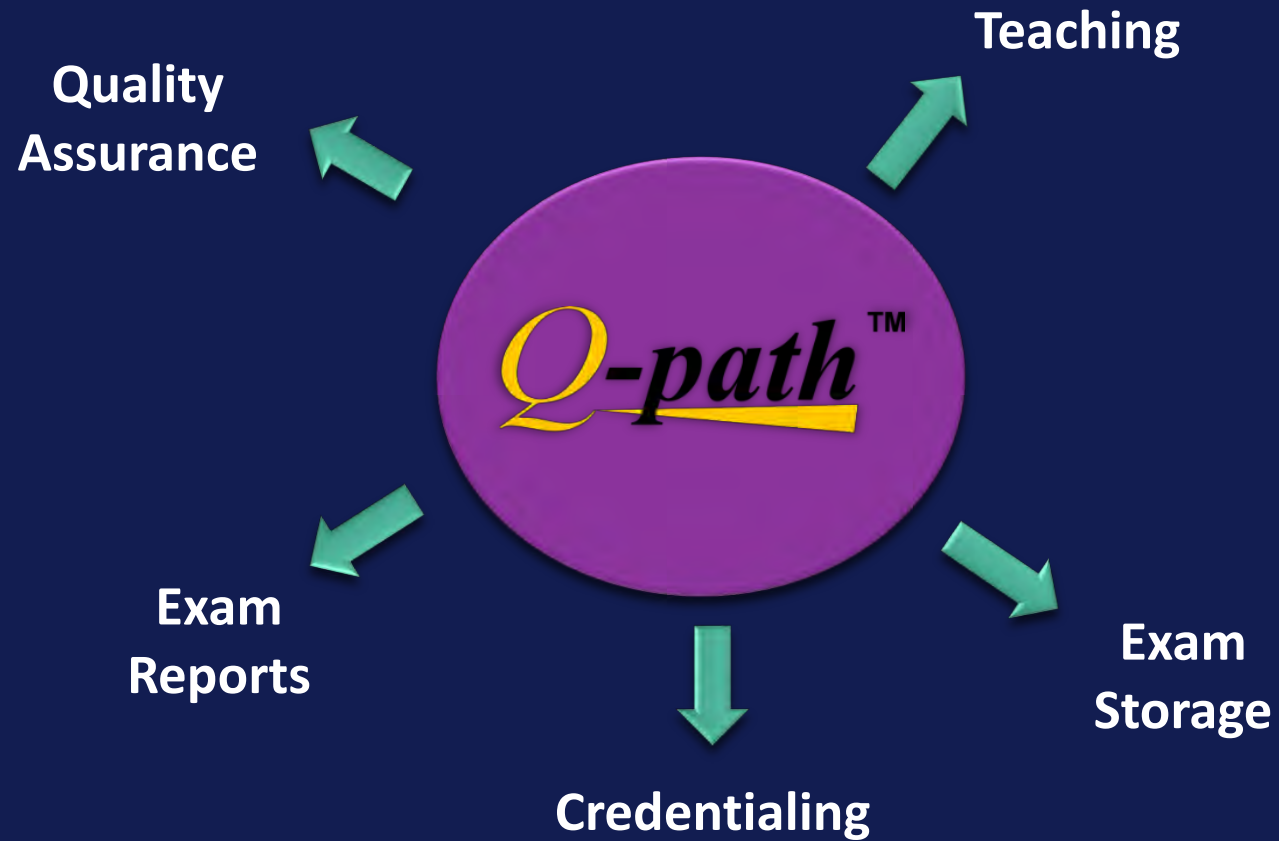 Teaching
Quality
Assurance
Q-path™
Exam
Reports
Exam
Storage
Credentialing